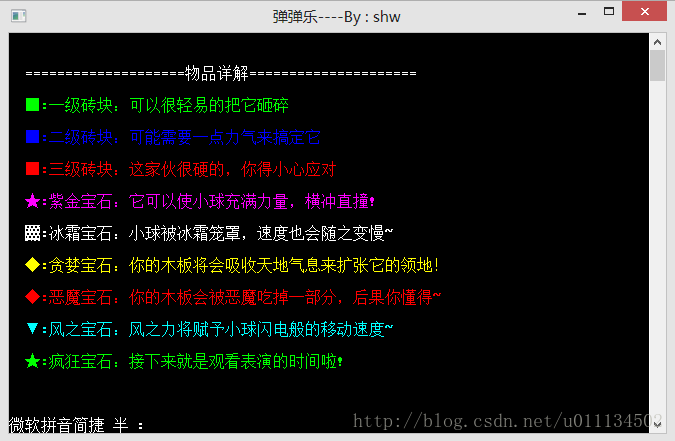 弹弹乐----By : shw
====================物品详解=====================
■:一级砖块：可以很轻易的把它砸碎
■:二级砖块：可能需要一点力气来搞定它
■:三级砖块：这家伙很硬的，你得小心应对
★:紫金宝石：它可以使小球充满力量，横冲直撞!
▓:冰霜宝石：小球被冰霜笼罩，速度也会随之变慢~
◆:贪婪宝石：你的木板将会吸收天地气息来扩张它的领地!
◆:恶魔宝石：你的木板会被恶魔吃掉一部分，后果你懂得~
▼:风之宝石：风之力将赋予小球闪电般的移动速度~
★:疯狂宝石：接下来就是观看表演的时间啦!
微软拼音简捷 半 :
http://blog.csdn.net/u011134502